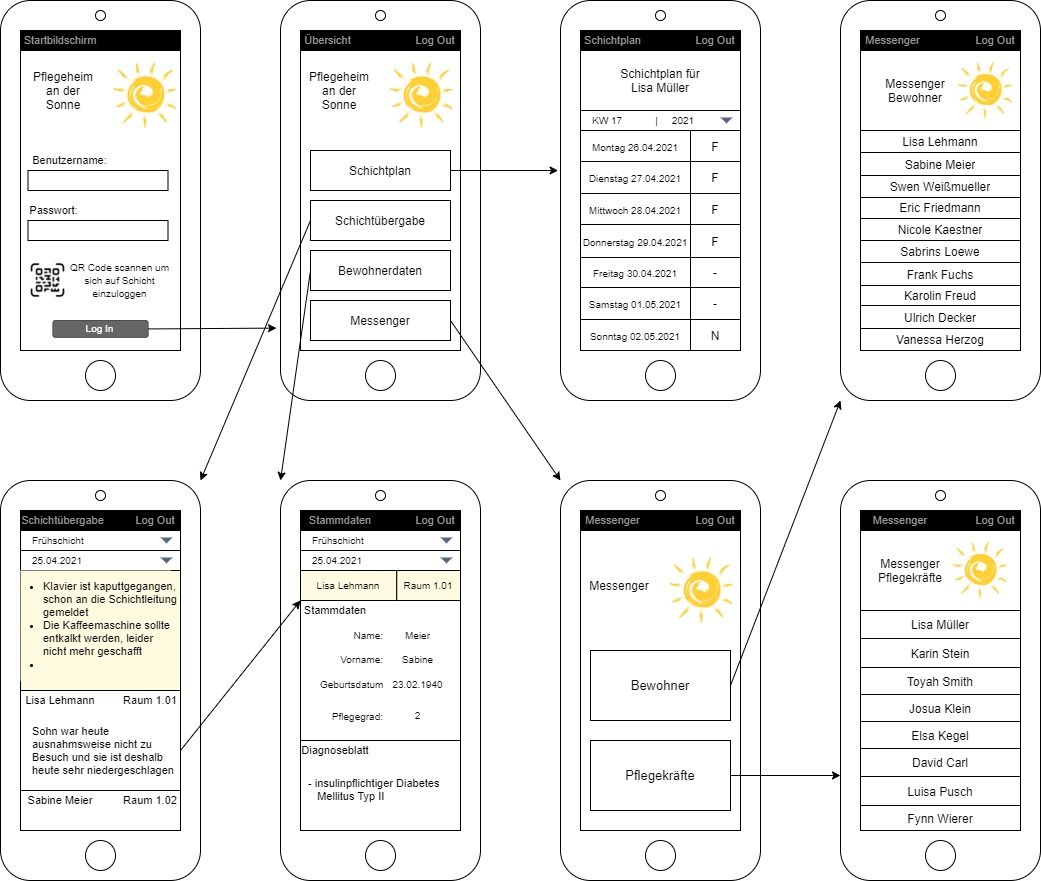 Startbildschirm
Pflegeheim
an der
Sonne
Benutzername:
Passwort:
QR Code scannen um
sich auf Schicht
einzuloggen
Log In
Übersicht Log Out
Pflegeheim
an der
Sonne
Schichtplan
Schichtübergabe
Bewohnerdaten
Messenger
Schichtplan Log Out
Schichtplan für
Lisa Müller
KW 17 | 2021
Montag 26.04.2021 F
Dienstag 27.04.2021 F
Mittwoch 28.04.2021 F
Donnerstag 29.04.2021 F
Freitag 30.04.2021 -
Samstag 01.05.2021 -
Sonntag 02.05.2021 N
Messenger Log Out
Messenger
Bewohner
Lisa Lehmann
Sabine Meier
Swen Weißmueller
Eric Friedmann
Nicole Kaestner
Sabrins Loewe
Frank Fuchs
Karolin Freud
Ulrich Decker
Vanessa Herzog
Schichtübergabe Log Out
Frühschicht
25.04.2021
• Klavier ist kaputtgegangen,
schon an die Schichtleitung
gemeldet
• Die Kaffeemaschine sollte
entkalkt werden, leider
nicht mehr geschafft
•
Lisa Lehmann Raum 1.01
Sohn war heute
ausnahmsweise nicht zu
Besuch und sie ist deshalb
heute sehr niedergeschlagen
Sabine Meier Raum 1.02
Stammdaten Log Out
Frühschicht
25.04.2021
Lisa Lehmann Raum 1.01
Stammdaten
Name: Meier
Vorname: Sabine
Geburtsdatum 23.02.1940
Pflegegrad: 2
Diagnoseblatt
- insulinpflichtiger Diabetes
Mellitus Typ II
Messenger Log Out
Messenger
Bewohner
Pflegekräfte
Messenger Log Out
Messenger
Pflegekräfte
Lisa Müller
Karin Stein
Toyah Smith
Josua Klein
Elsa Kegel
David Carl
Luisa Pusch
Fynn Wierer